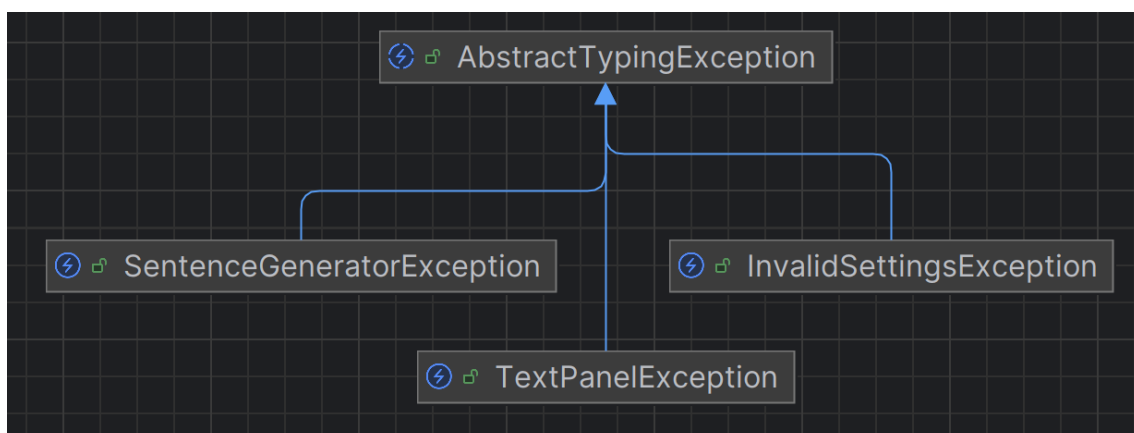 AbstractTypingException
SentenceGeneratorException
InvalidSettingsException
TextPanelException